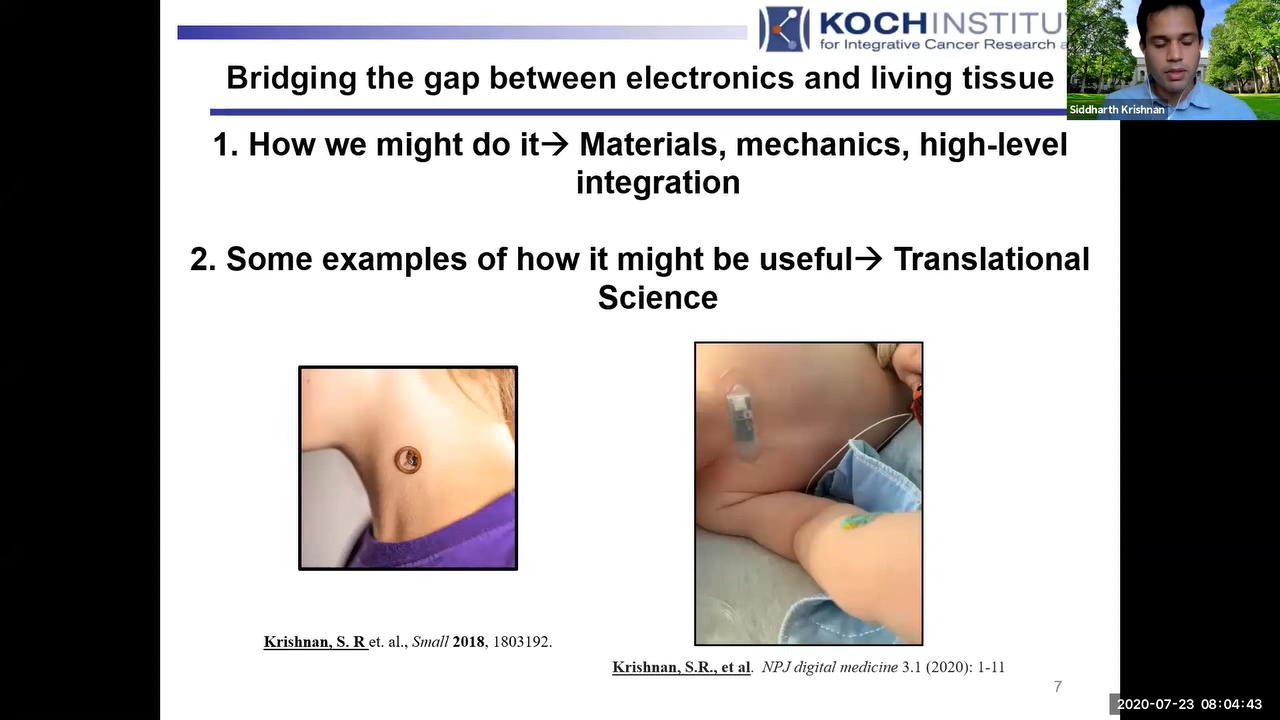 KOCH INSTITU
for Integrative Cancer Research a
Siddharth Krishnan
Bridging the gap between electronics and living tissue
1. How we might do it→ Materials, mechanics, high-level
integration
2. Some examples of how it might be useful→ Translational
Science
Krishnan, S. R et. al., Small 2018, 1803192.
Krishnan, S.R., et al. NPJ digital medicine 3.1 (2020): 1-11
7
2020-07-23 08:04:43